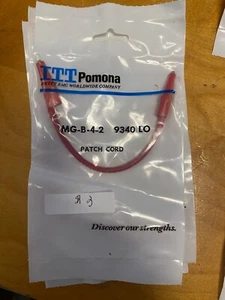 ITT Pomona
MG-B-4-2 9340 LO
PATCH CORD
Discover our strengths.